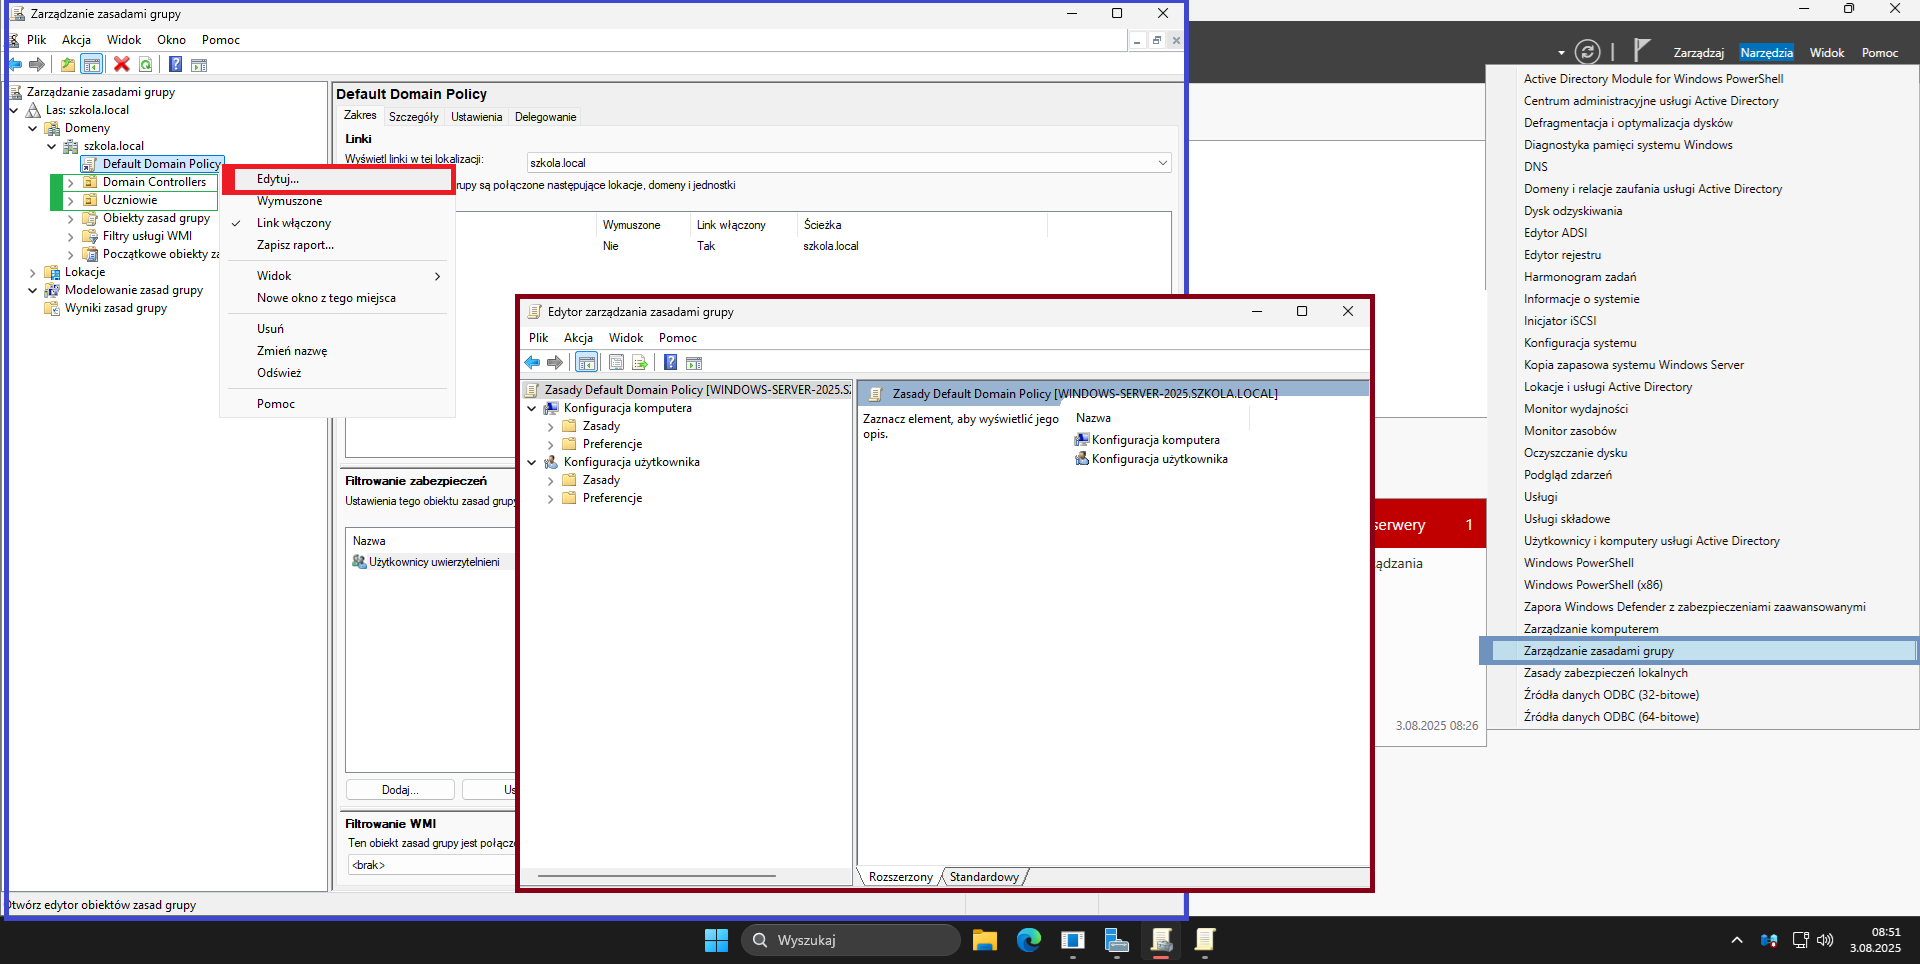 Zarządzanie zasadami grupy
Plik Akcja Widok Okno Pomoc
Zarządzanie zasadami grupy
Las: szkola.local
Domeny
szkola.local
Default Domain Policy
Domain Controllers
Uczniowie
Obiekty zasad grupy
Filtry usługi WMI
Początkowe obiekty za
Lokacje
Modelowanie zasad grupy
Wyniki zasad grupy
Edytuj...
Wymuszone
Link włączony
Zapisz raport...
Widok
Nowe okno z tego miejsca
Usuń
Zmień nazwę
Odśwież
Pomoc
Default Domain Policy
Zakres Szczegóły Ustawienia Delegowanie
Linki
Wyświetl linki w tej lokalizacji: szkola.local
grupy są połączone następujące lokacje, domeny i jednostki
Wymuszone Link włączony Ścieżka
Nie Tak szkola.local
Filtrowanie zabezpieczeń
Ustawienia tego obiektu zasad grupy
Nazwa
Użytkownicy uwierzytelnieni
Dodaj... Us
Filtrowanie WMI
Ten obiekt zasad grupy jest połącz
<brak>
Otwórz edytor obiektów zasad grupy
Edytor zarządzania zasadami grupy
Plik Akcja Widok Pomoc
Zasady Default Domain Policy [WINDOWS-SERVER-2025.SZ
Konfiguracja komputera
Zasady
Preferencje
Konfiguracja użytkownika
Zasady
Preferencje
Zasady Default Domain Policy [WINDOWS-SERVER-2025.SZKOLA.LOCAL]
Zaznacz element, aby wyświetlić jego
opis.
Nazwa
Konfiguracja komputera
Konfiguracja użytkownika
Rozszerzony Standardowy
Zarządzaj Narzędzia Widok Pomoc
Active Directory Module for Windows PowerShell
Centrum administracyjne usługi Active Directory
Defragmentacja i optymalizacja dysków
Diagnostyka pamięci systemu Windows
DNS
Domeny i relacje zaufania usługi Active Directory
Dysk odzyskiwania
Edytor ADSI
Edytor rejestru
Harmonogram zadań
Informacje o systemie
Inicjator iSCSI
Konfiguracja systemu
Kopia zapasowa systemu Windows Server
Lokacje i usługi Active Directory
Monitor wydajności
Monitor zasobów
Oczyszczanie dysku
Podgląd zdarzeń
Usługi
Usługi składowe
Użytkownicy i komputery usługi Active Directory
Windows PowerShell
Windows PowerShell (x86)
Zapora Windows Defender z zabezpieczeniami zaawansowanymi
Zarządzanie komputerem
Zarządzanie zasadami grupy
Zasady zabezpieczeń lokalnych
Źródła danych ODBC (32-bitowe)
Źródła danych ODBC (64-bitowe)
serwery 1
ądzania
3.08.2025 08:26
Wyszukaj
08:51
3.08.2025